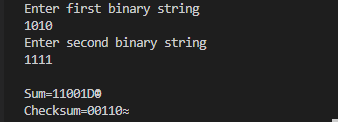 Enter first binary string
1010
Enter second binary string
1111
Sum=11001D
Checksum=00110≈